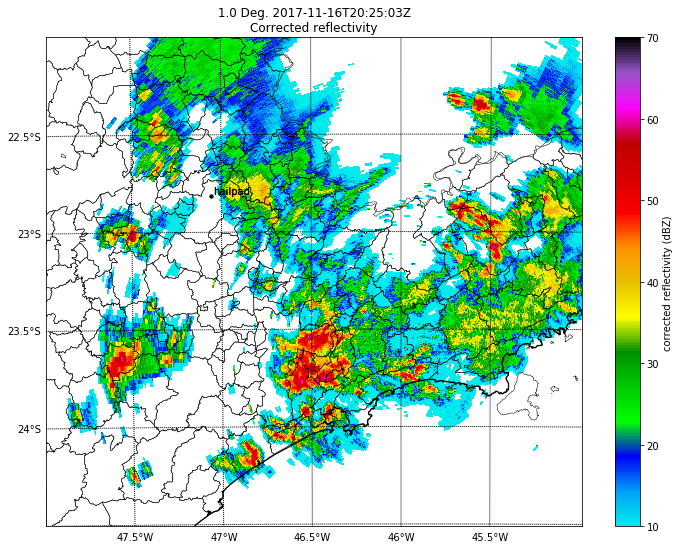 1.0 Deg. 2017-11-16T20:25:03Z
Corrected reflectivity
22.5°S
23°S
23.5°S
24°S
47.5°W
47°W
46.5°W
46°W
45.5°W
hailpad
70
60
50
40
30
20
10
corrected reflectivity (dBZ)